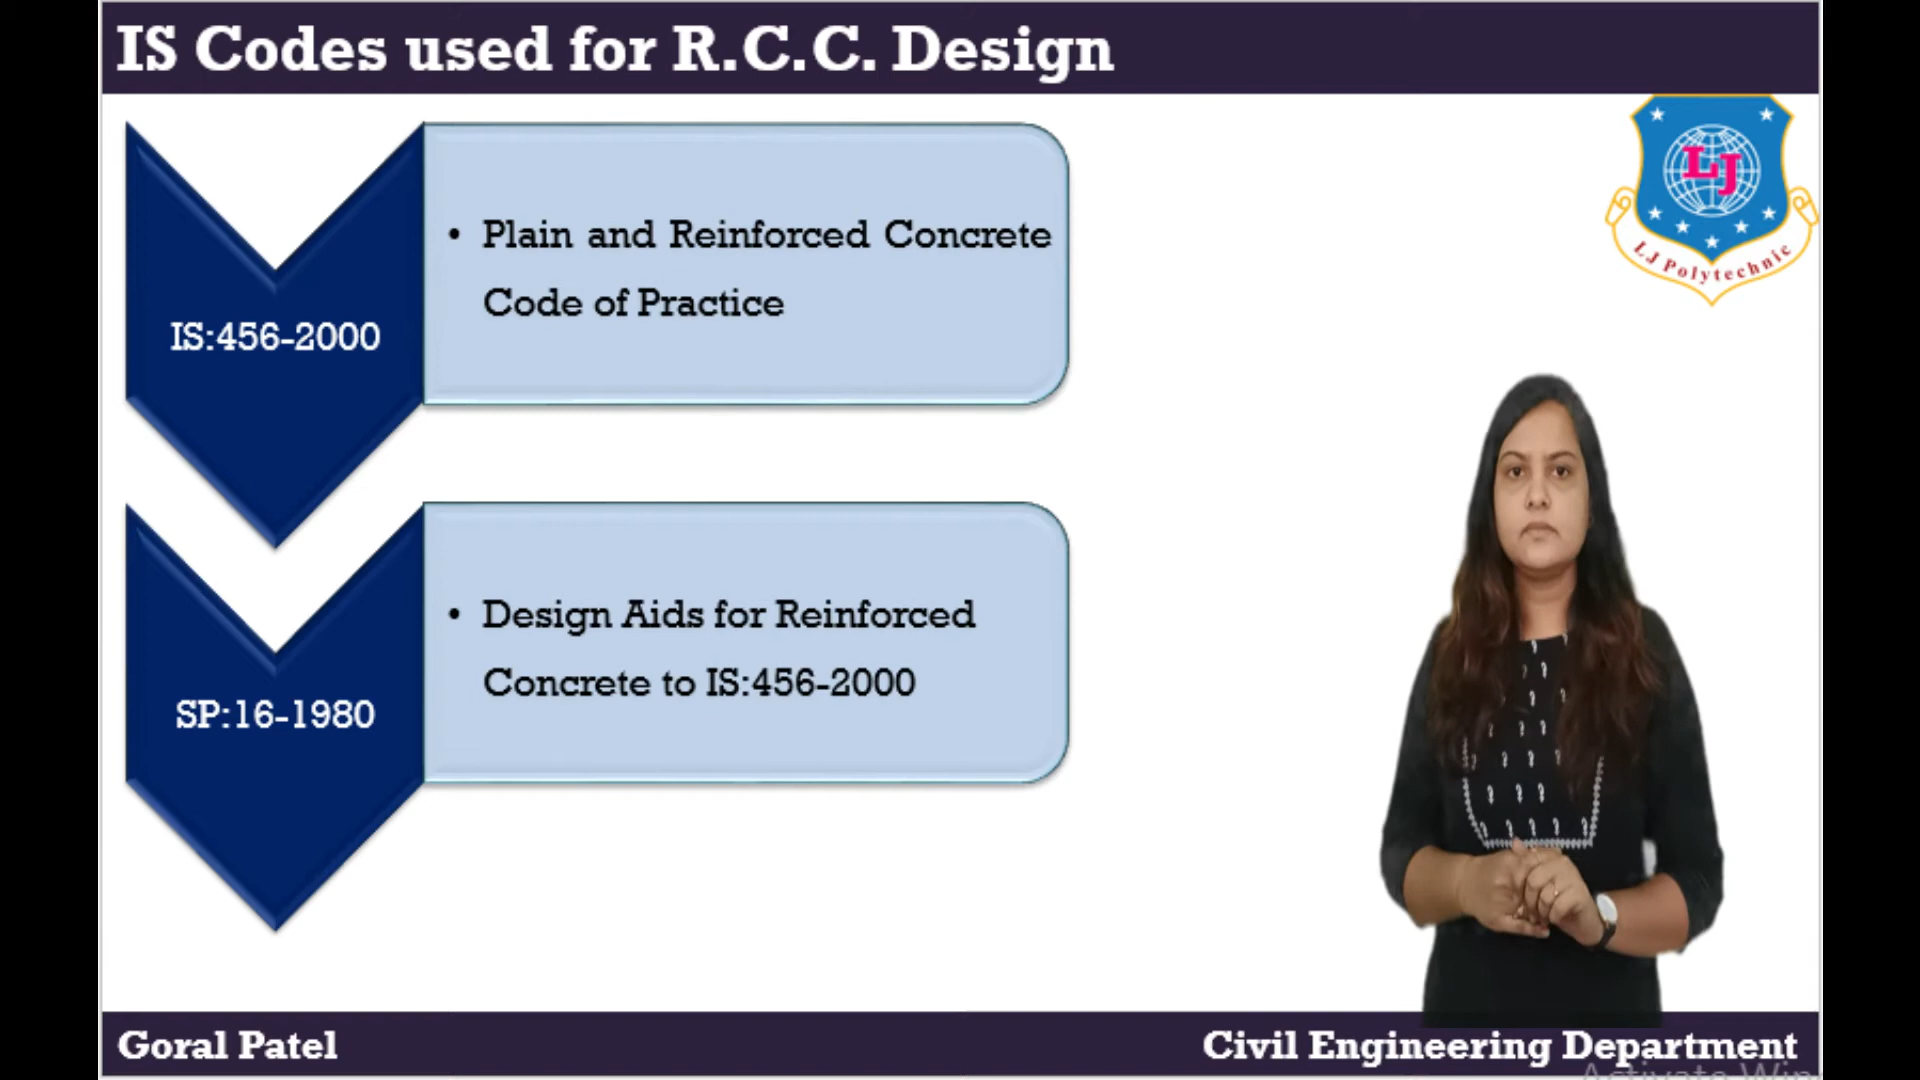 IS Codes used for R.C.C. Design
LJ
LJ Polytechnic
• Plain and Reinforced Concrete
Code of Practice
IS:456-2000
• Design Aids for Reinforced
Concrete to IS:456-2000
SP:16-1980
Goral Patel
Civil Engineering Department